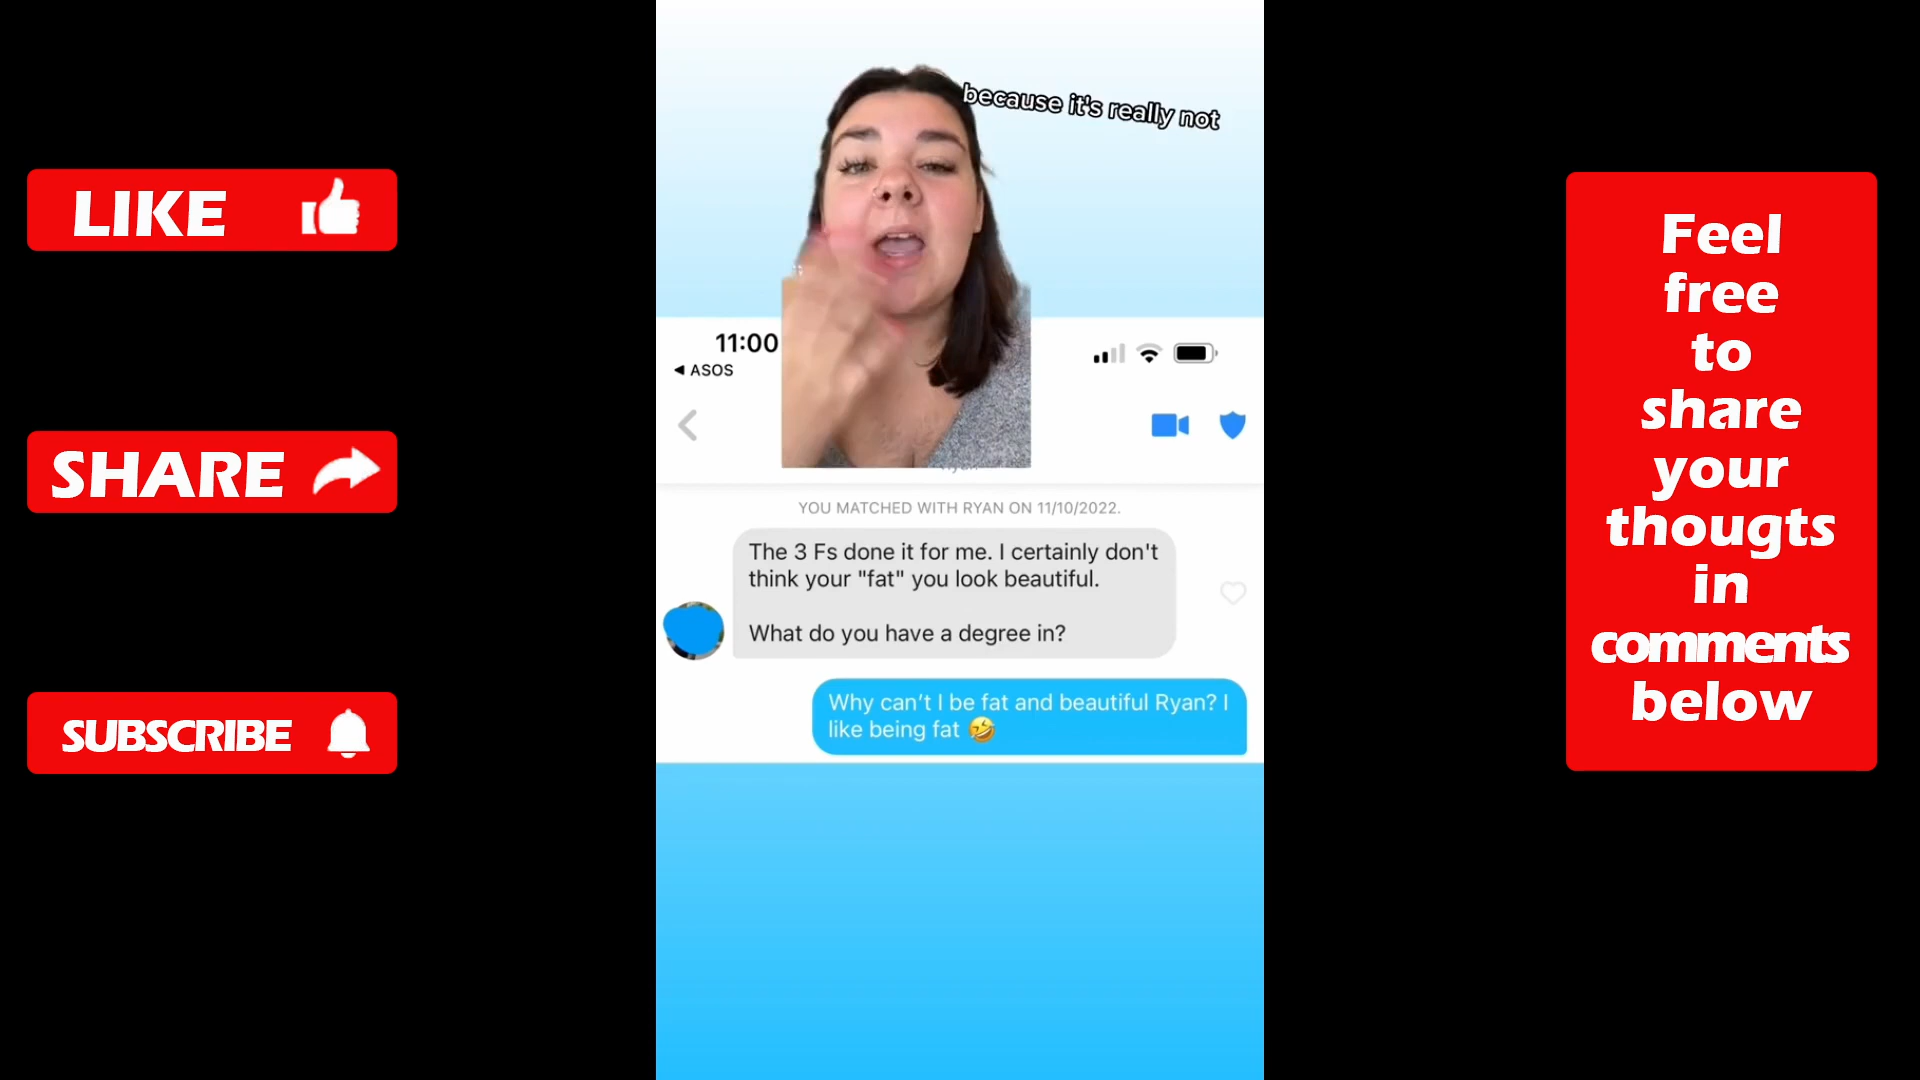 LIKE
SHARE
SUBSCRIBE
because it's really not
11:00
ASOS
YOU MATCHED WITH RYAN ON 11/10/2022.
The 3 Fs done it for me. I certainly don't
think your "fat" you look beautiful.
What do you have a degree in?
Why can’t I be fat and beautiful Ryan? I
like being fat 🤣
Feel
free
to
share
your
thougts
in
comments
below